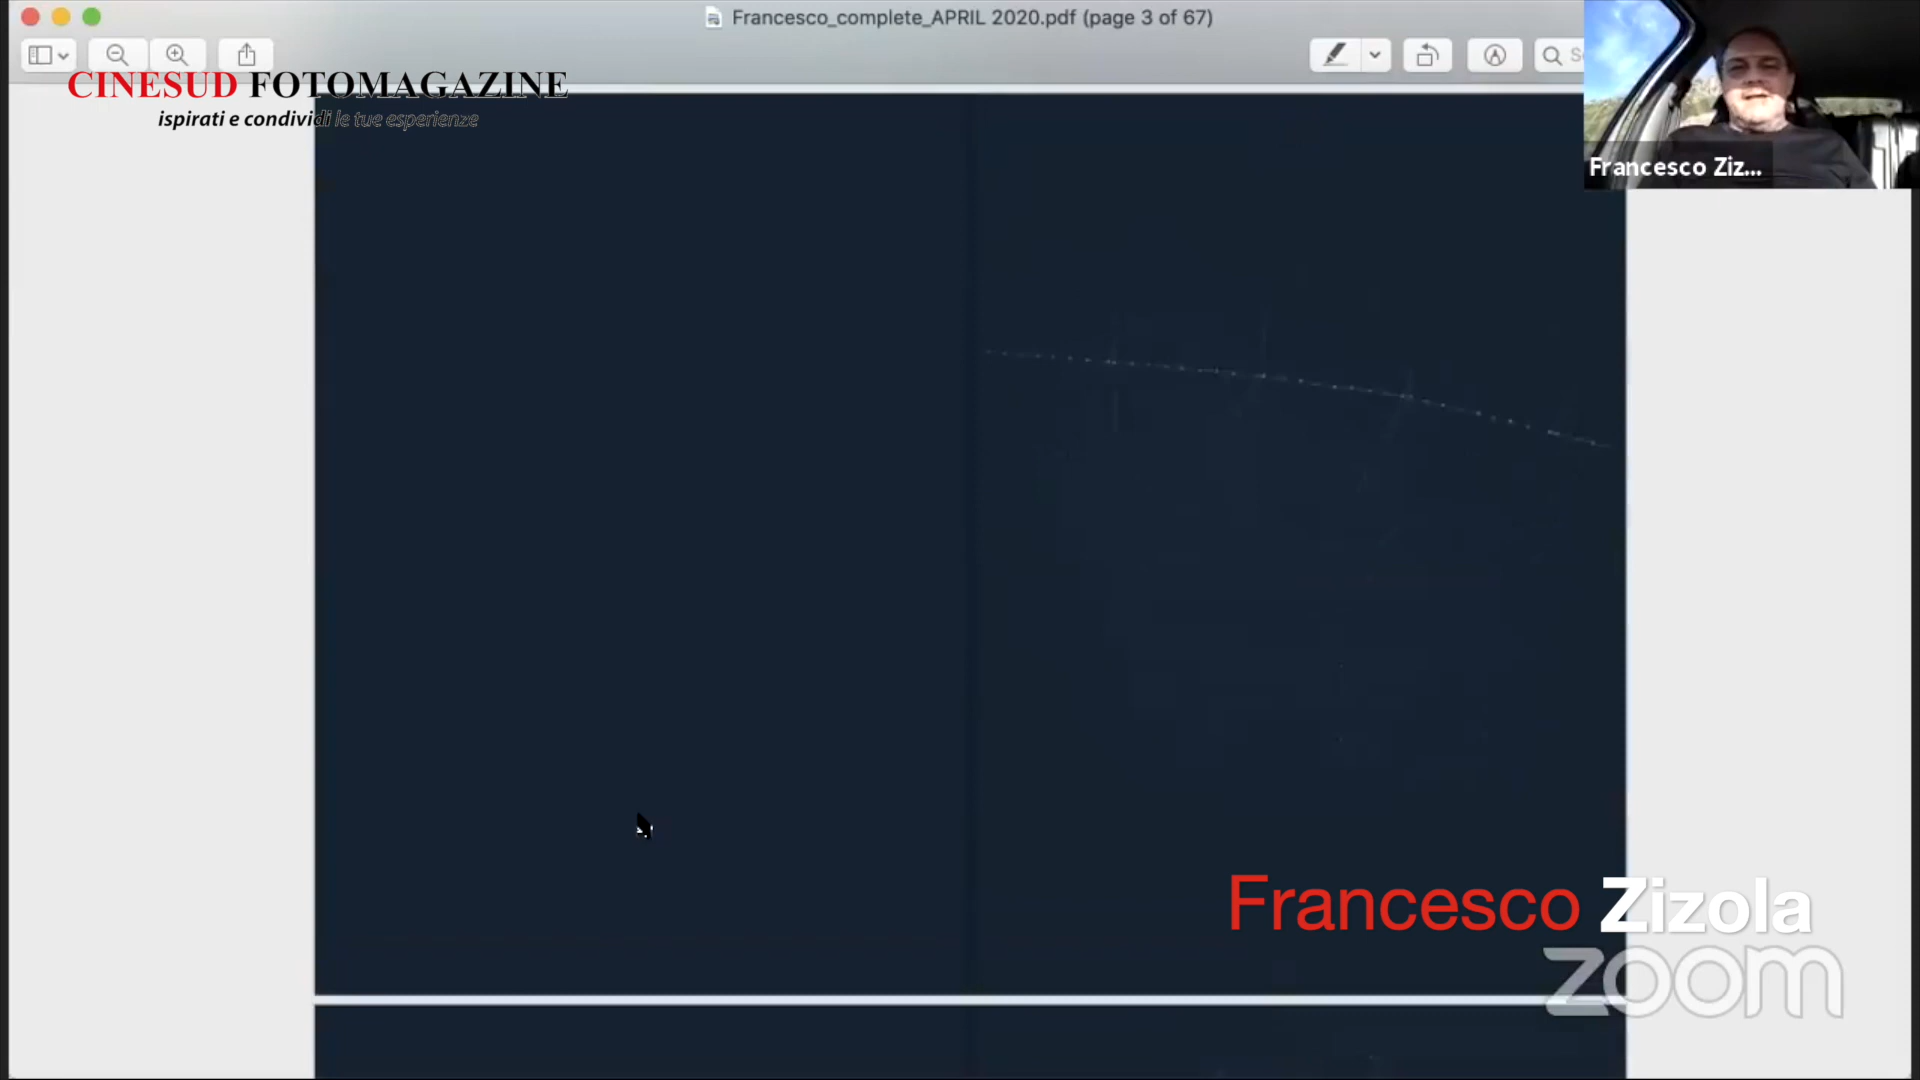 Francesco_complete_APRIL 2020.pdf (page 3 of 67)
CINESUD FOTOMAGAZINE
ispirati e condividi le tue esperienze
Francesco Ziz...
Francesco Zizola
zoom